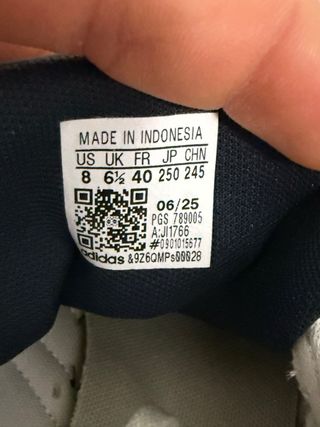 MADE IN INDONESIA
US UK FR JP CHN
8 6½ 40 250 245
06/25
PGS 789005
A:JI1766
#0901015677
adidas &9Z6QMPs00028